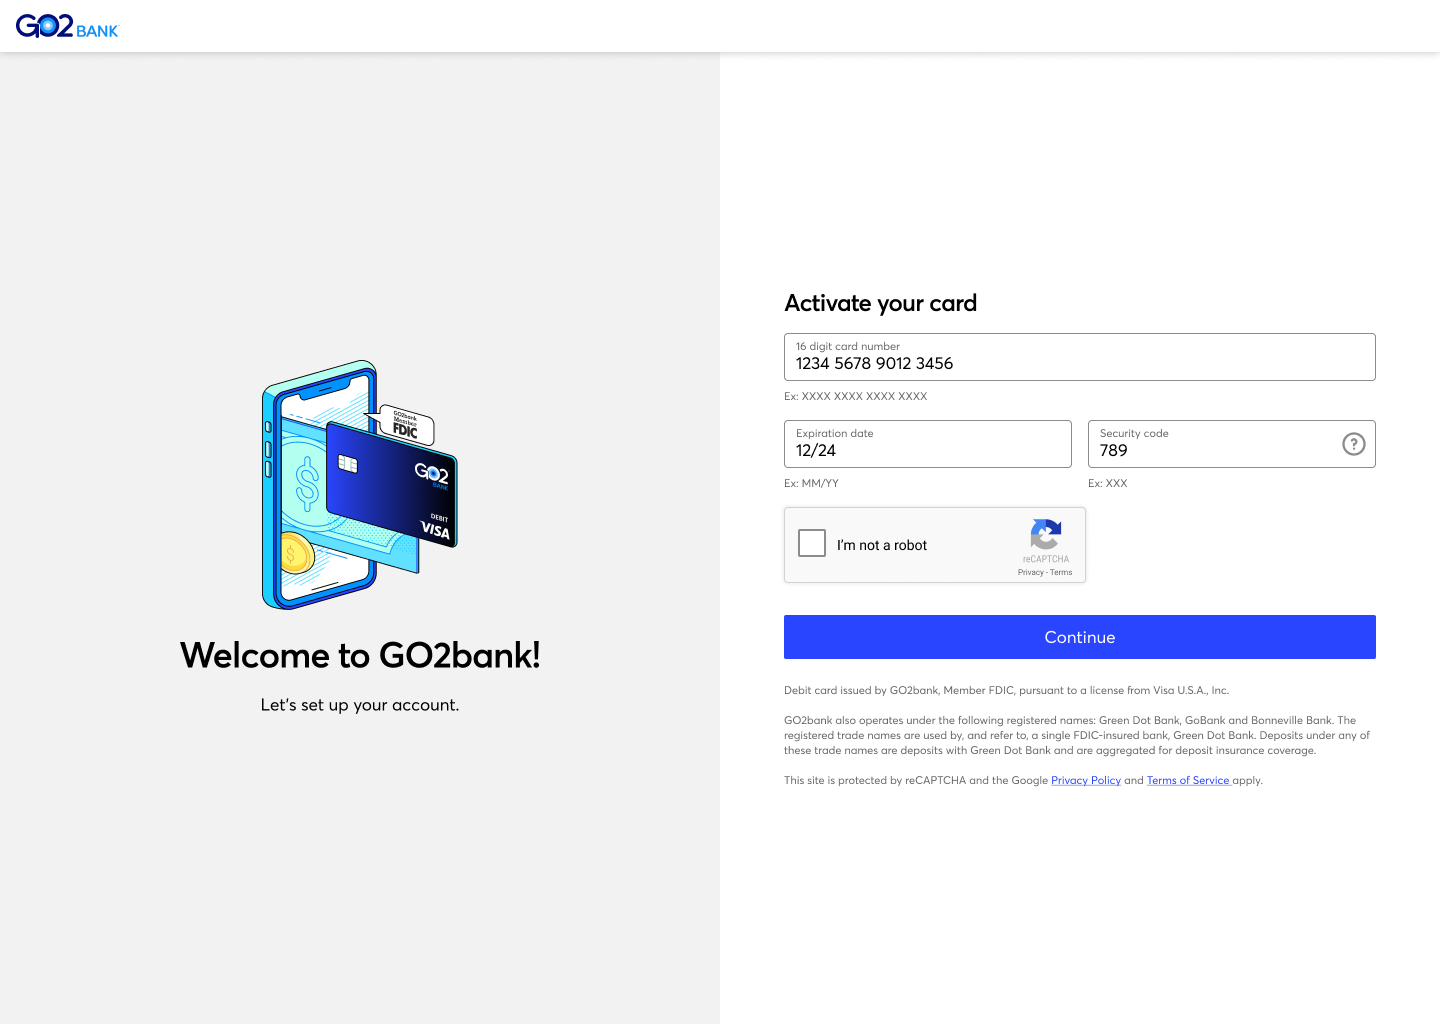 GO2 BANK
GO2bank
Member
FDIC
GO2
BANK
DEBIT
VISA
Welcome to GO2bank!
Let's set up your account.
Activate your card
16 digit card number
1234 5678 9012 3456
Ex: XXXX XXXX XXXX XXXX
Expiration date
12/24
Ex: MM/YY
Security code
789
Ex: XXX
I'm not a robot
reCAPTCHA
Privacy - Terms
Continue
Debit card issued by GO2bank, Member FDIC, pursuant to a license from Visa U.S.A., Inc.
GO2bank also operates under the following registered names: Green Dot Bank, GoBank and Bonneville Bank. The
registered trade names are used by, and refer to, a single FDIC-insured bank, Green Dot Bank. Deposits under any of
these trade names are deposits with Green Dot Bank and are aggregated for deposit insurance coverage.
This site is protected by reCAPTCHA and the Google Privacy Policy and Terms of Service apply.